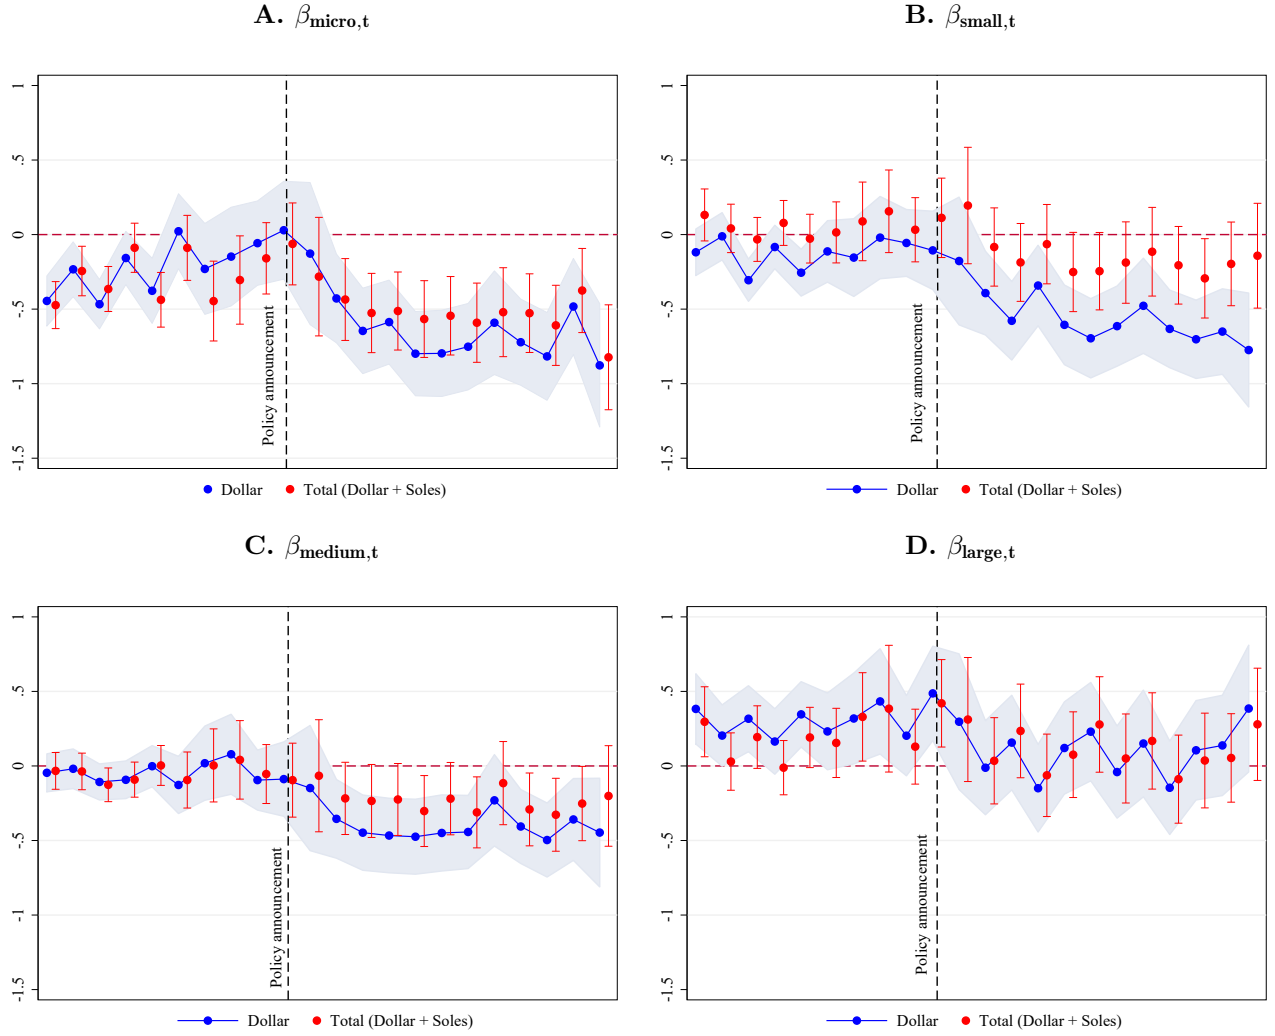 A. βmicro,t
B. βsmall,t
1
.5
0
-.5
-1
-1.5
Policy announcement
Dollar
Total (Dollar + Soles)
1
.5
0
-.5
-1
-1.5
Policy announcement
Dollar
Total (Dollar + Soles)
C. βmedium,t
D. βlarge,t
1
.5
0
-.5
-1
-1.5
Policy announcement
Dollar
Total (Dollar + Soles)
1
.5
0
-.5
-1
-1.5
Policy announcement
Dollar
Total (Dollar + Soles)